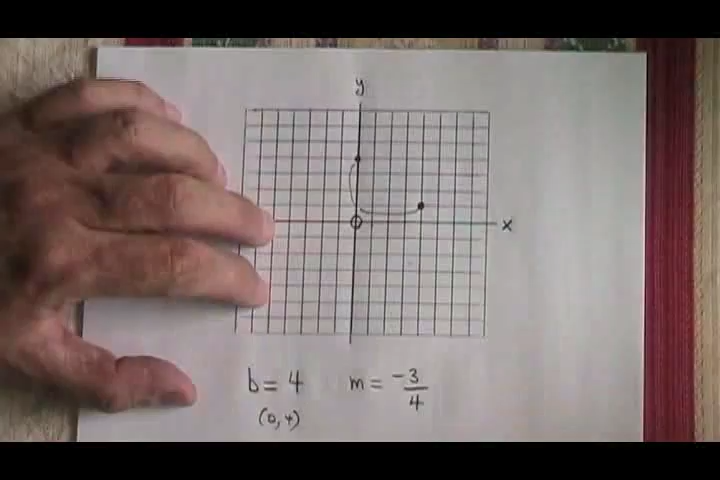 y
x
b = 4 m = -3/4
(0,4)